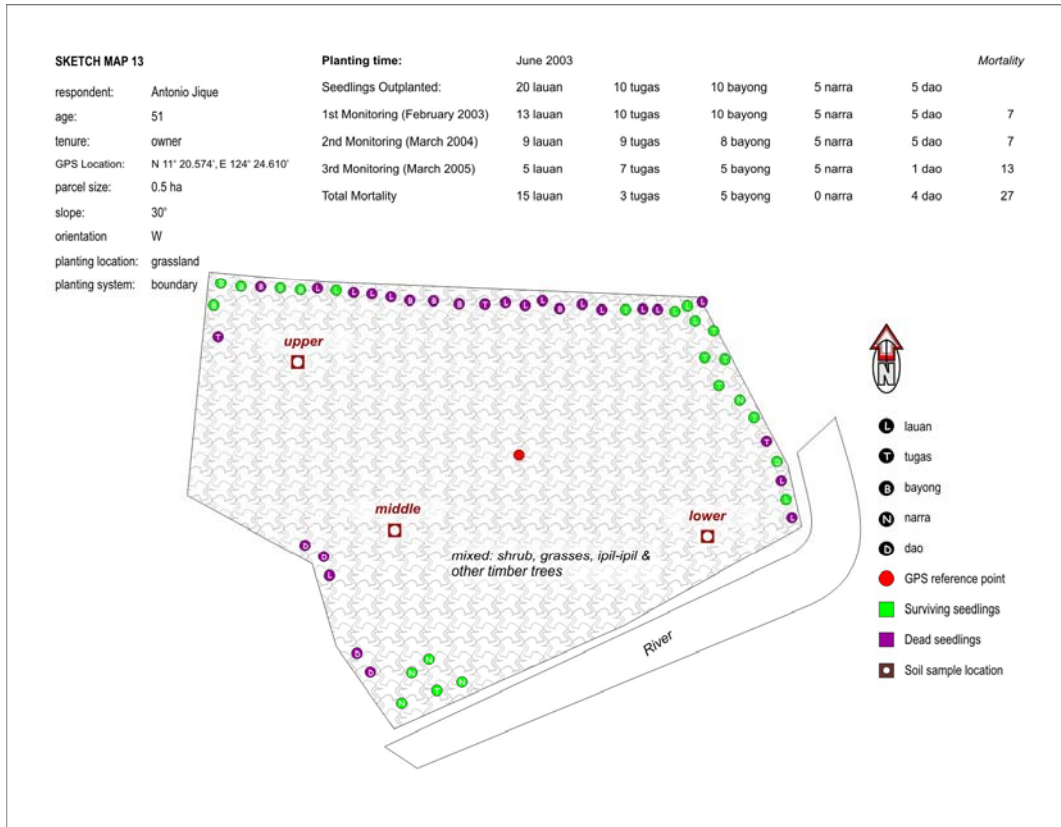 SKETCH MAP 13
respondent: Antonio Jique
age: 51
tenure: owner
GPS Location: N 11° 20.574', E 124° 24.610'
parcel size: 0.5 ha
slope: 30°
orientation W
planting location: grassland
planting system: boundary
Planting time: June 2003 Mortality
Seedlings Outplanted: 20 lauan 10 tugas 10 bayong 5 narra 5 dao
1st Monitoring (February 2003) 13 lauan 10 tugas 10 bayong 5 narra 5 dao 7
2nd Monitoring (March 2004) 9 lauan 9 tugas 8 bayong 5 narra 5 dao 7
3rd Monitoring (March 2005) 5 lauan 7 tugas 5 bayong 5 narra 1 dao 13
Total Mortality 15 lauan 3 tugas 5 bayong 0 narra 4 dao 27
upper
middle
lower
mixed: shrub, grasses, ipil-ipil &
other timber trees
River
N
L lauan
T tugas
B bayong
N narra
D dao
GPS reference point
Surviving seedlings
Dead seedlings
Soil sample location